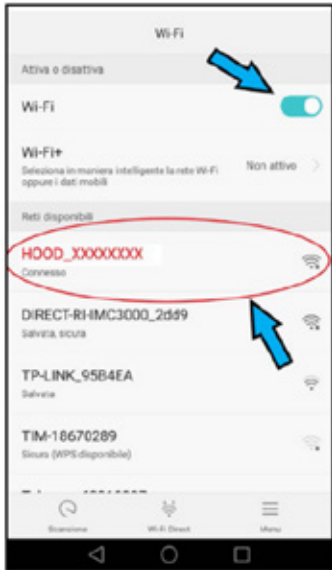 Wi-Fi
Attiva o disattiva
Wi-Fi
Wi-Fi+
Seleziona in maniera intelligente la rete Wi-Fi
oppure i dati mobili
Non attivo
Reti disponibili
HOOD_XXXXXXXX
Connesso
DIRECT-RI-IMC3000_2dd9
Salvata, sicura
TP-LINK_95B4EA
Salvata
TIM-18670289
Sicura (WPS disponibile)
Scansione
Wi-Fi Direct
Menu